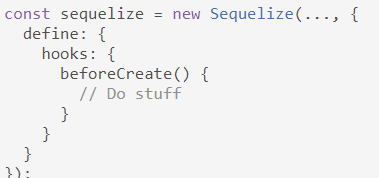 const sequelize = new Sequelize(..., {
  define: {
    hooks: {
      beforeCreate() {
        // Do stuff
      }
    }
  }
});